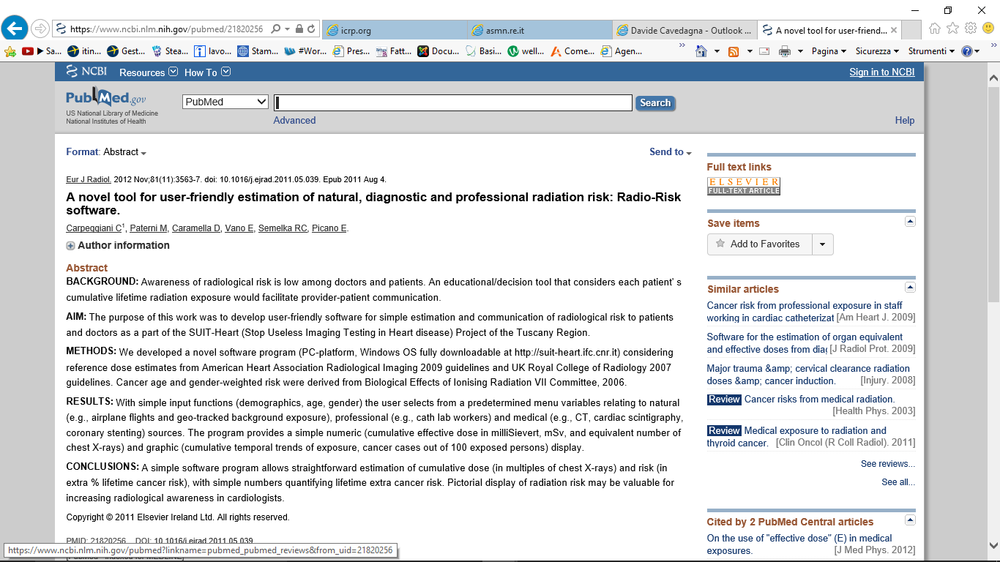 https://www.ncbi.nlm.nih.gov/pubmed/21820256
icrp.org
asmn.re.it
Davide Cavedagna - Outlook ...
A novel tool for user-friend...
Sa...
itin...
Gest...
Stea...
lavo...
Stam...
#Wor...
Pres...
Fatt...
Docu...
Basi...
well...
Come...
Agen...
Pagina
Sicurezza
Strumenti
NCBI Resources How To
Sign in to NCBI
PubMed.gov
US National Library of Medicine
National Institutes of Health
PubMed
Search
Advanced
Help
Format: Abstract
Send to
Eur J Radiol. 2012 Nov;81(11):3563-7. doi: 10.1016/j.ejrad.2011.05.039. Epub 2011 Aug 4.
A novel tool for user-friendly estimation of natural, diagnostic and professional radiation risk: Radio-Risk
software.
Carpeggiani C1, Paterni M, Caramella D, Vano E, Semelka RC, Picano E.
Author information
Abstract
BACKGROUND: Awareness of radiological risk is low among doctors and patients. An educational/decision tool that considers each patient' s
cumulative lifetime radiation exposure would facilitate provider-patient communication.
AIM: The purpose of this work was to develop user-friendly software for simple estimation and communication of radiological risk to patients
and doctors as a part of the SUIT-Heart (Stop Useless Imaging Testing in Heart disease) Project of the Tuscany Region.
METHODS: We developed a novel software program (PC-platform, Windows OS fully downloadable at http://suit-heart.ifc.cnr.it) considering
reference dose estimates from American Heart Association Radiological Imaging 2009 guidelines and UK Royal College of Radiology 2007
guidelines. Cancer age and gender-weighted risk were derived from Biological Effects of Ionising Radiation VII Committee, 2006.
RESULTS: With simple input functions (demographics, age, gender) the user selects from a predetermined menu variables relating to natural
(e.g., airplane flights and geo-tracked background exposure), professional (e.g., cath lab workers) and medical (e.g., CT, cardiac scintigraphy,
coronary stenting) sources. The program provides a simple numeric (cumulative effective dose in milliSievert, mSv, and equivalent number of
chest X-rays) and graphic (cumulative temporal trends of exposure, cancer cases out of 100 exposed persons) display.
CONCLUSIONS: A simple software program allows straightforward estimation of cumulative dose (in multiples of chest X-rays) and risk (in
extra % lifetime cancer risk), with simple numbers quantifying lifetime extra cancer risk. Pictorial display of radiation risk may be valuable for
increasing radiological awareness in cardiologists.
Copyright © 2011 Elsevier Ireland Ltd. All rights reserved.
PMID: 21820256 DOI: 10.1016/j.ejrad.2011.05.039
https://www.ncbi.nlm.nih.gov/pubmed?linkname=pubmed_pubmed_reviews&from_uid=21820256
Full text links
ELSEVIER
FULL-TEXT ARTICLE
Save items
Add to Favorites
Similar articles
Cancer risk from professional exposure in staff
working in cardiac catheterizat [Am Heart J. 2009]
Software for the estimation of organ equivalent
and effective doses from diag [J Radiol Prot. 2009]
Major trauma &amp; cervical clearance radiation
doses &amp; cancer induction. [Injury. 2008]
Review Cancer risks from medical radiation.
[Health Phys. 2003]
Review Medical exposure to radiation and
thyroid cancer. [Clin Oncol (R Coll Radiol). 2011]
See reviews...
See all...
Cited by 2 PubMed Central articles
On the use of "effective dose" (E) in medical
exposures. [J Med Phys. 2012]